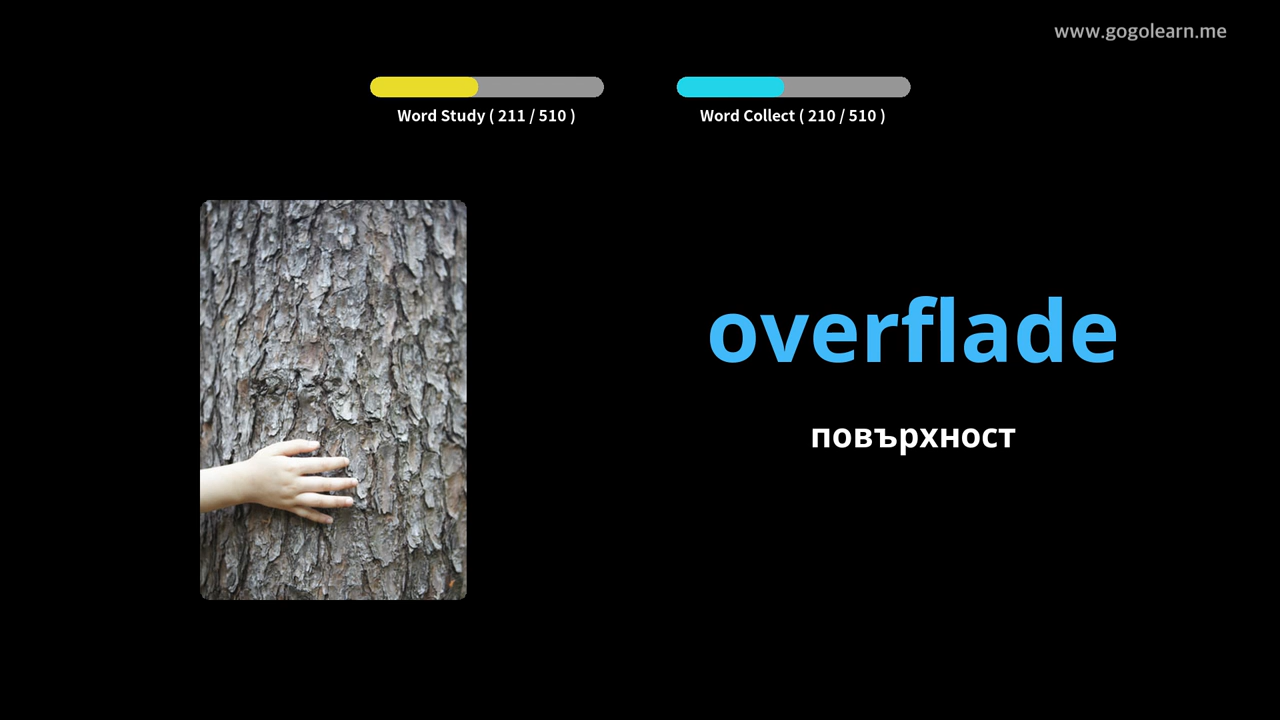 www.gogolearn.me
Word Study ( 211 / 510 )
Word Collect ( 210 / 510 )
overflade
повърхност